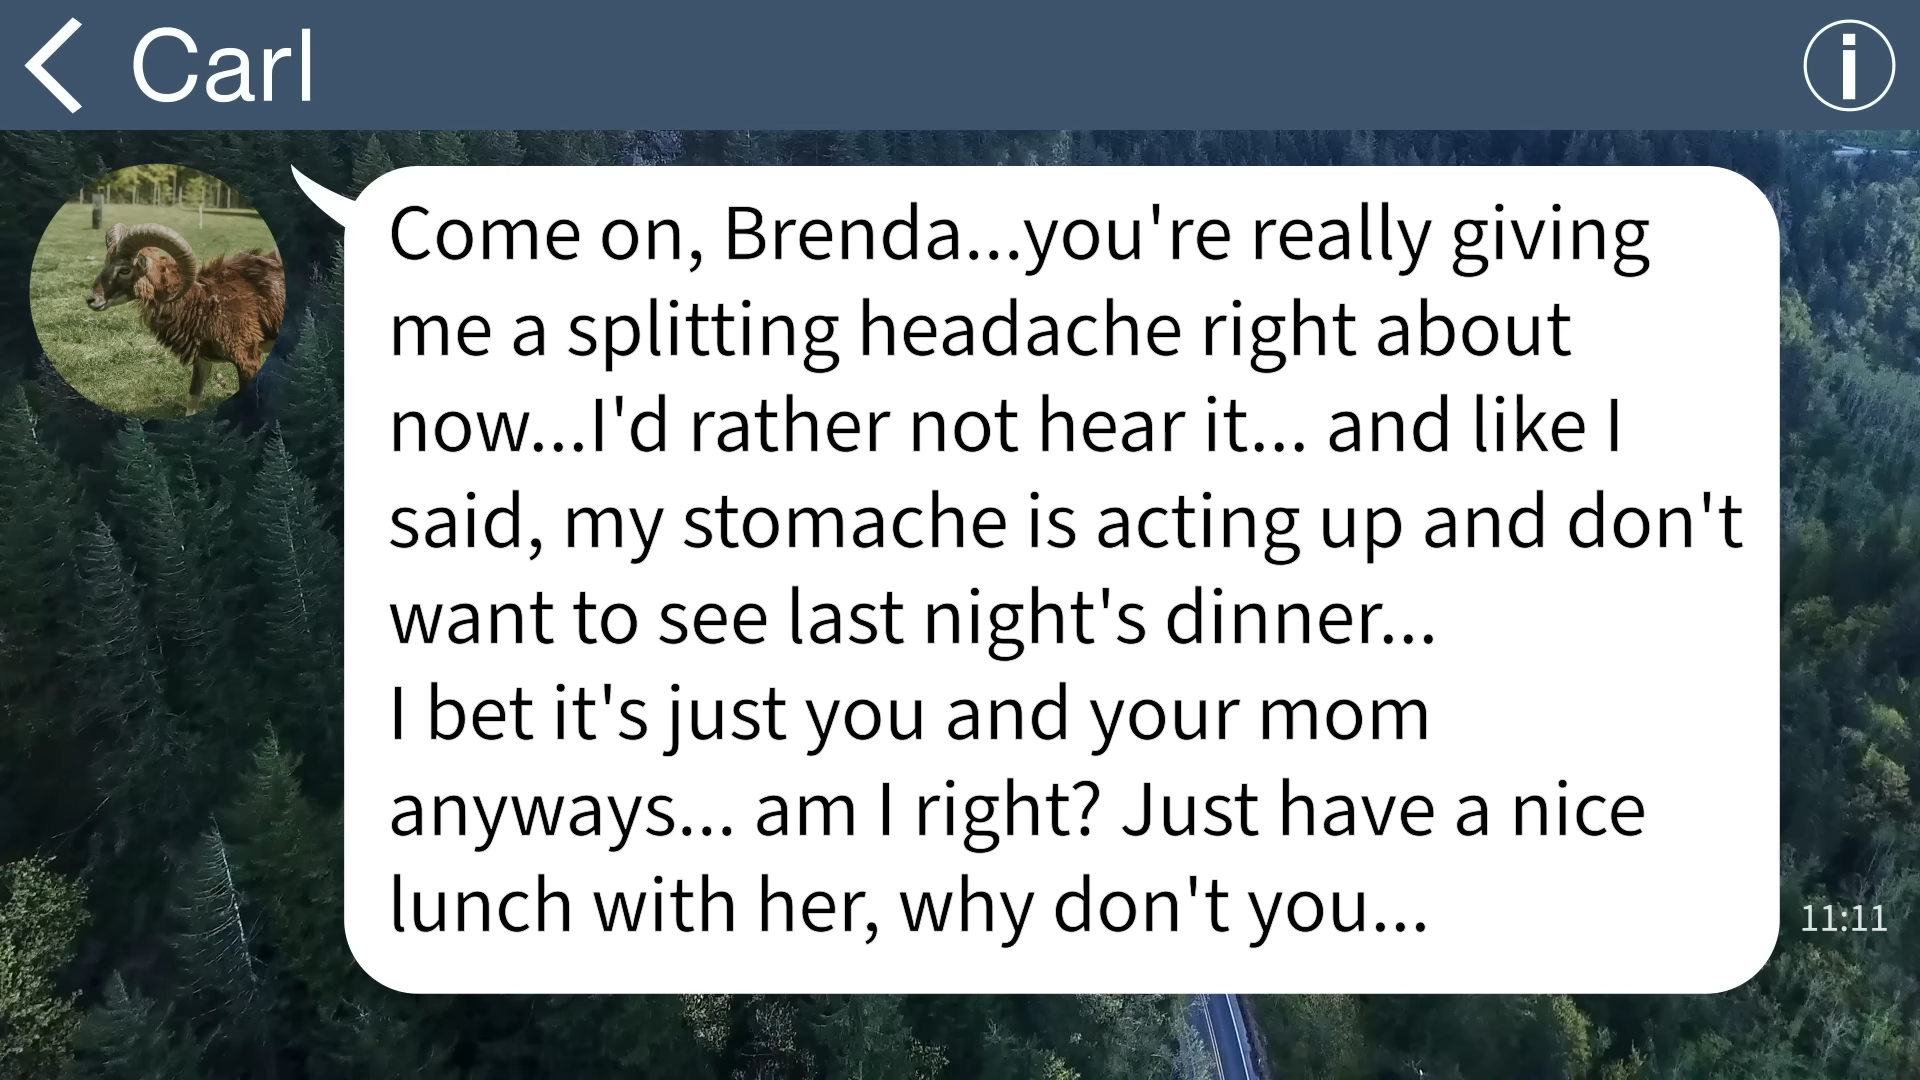 Carl
Come on, Brenda...you're really giving
me a splitting headache right about
now...I'd rather not hear it... and like I
said, my stomache is acting up and don't
want to see last night's dinner...
I bet it's just you and your mom
anyways... am I right? Just have a nice
lunch with her, why don't you...
11:11